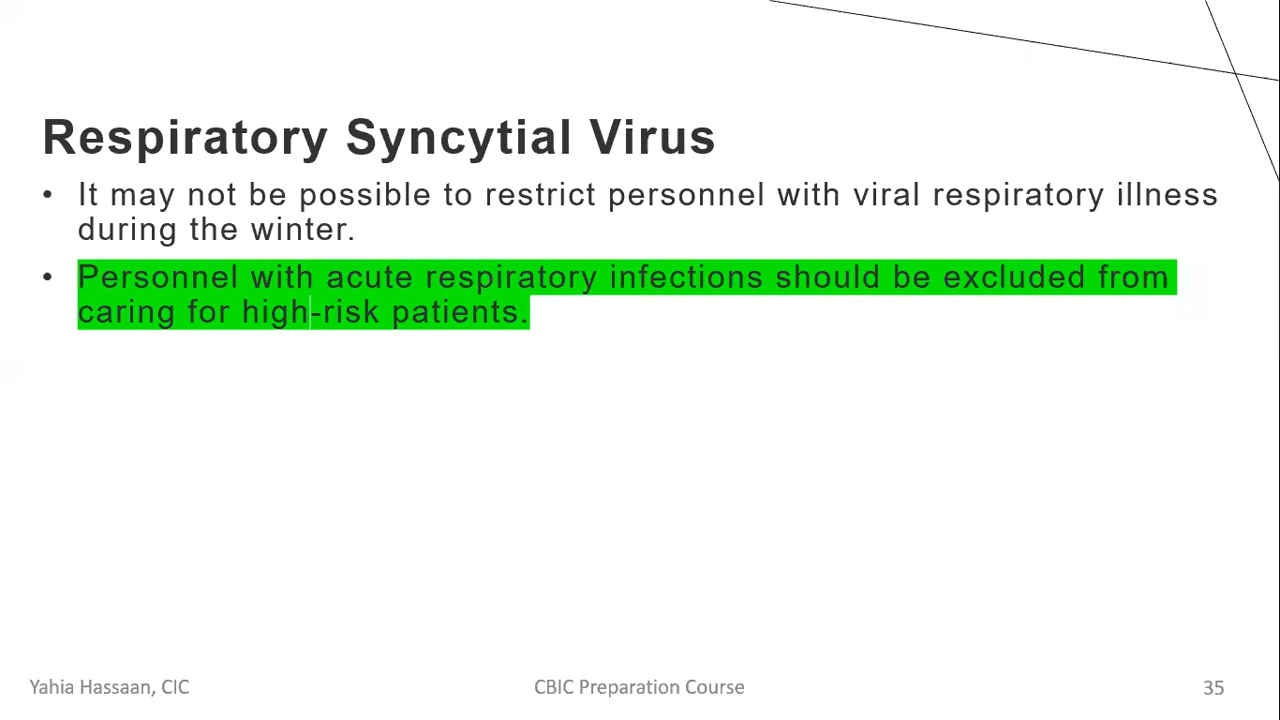 Respiratory Syncytial Virus
• It may not be possible to restrict personnel with viral respiratory illness
during the winter.
• Personnel with acute respiratory infections should be excluded from
caring for high-risk patients.
Yahia Hassaan, CIC
CBIC Preparation Course
35